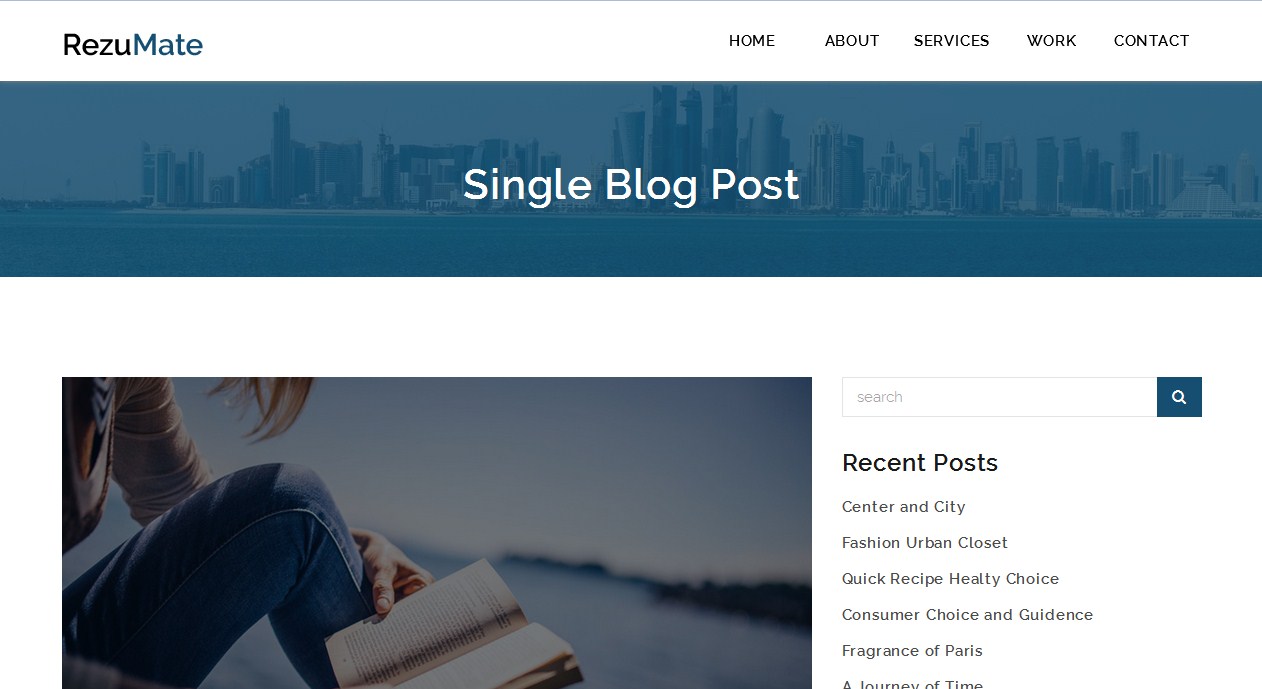 RezuMate
HOME ABOUT SERVICES WORK CONTACT
Single Blog Post
search
Recent Posts
Center and City
Fashion Urban Closet
Quick Recipe Healty Choice
Consumer Choice and Guidence
Fragrance of Paris
A Journey of Time